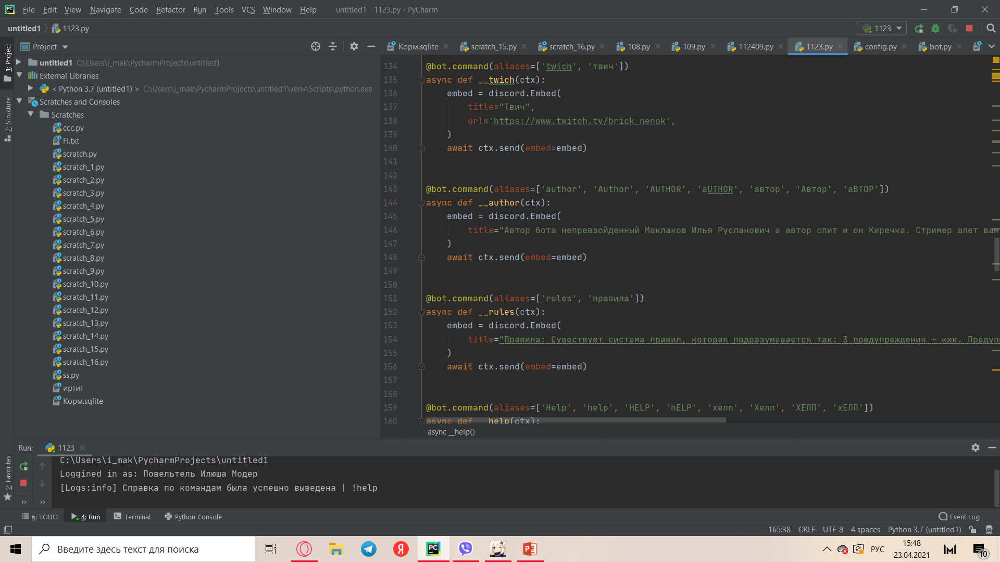 File Edit View Navigate Code Refactor Run Tools VCS Window Help untitled1 - 1123.py - PyCharm
untitled1 1123.py 1123
Project Корм.sqlite scratch_15.py scratch_16.py 108.py 109.py 112409.py 1123.py config.py bot.py
1: Project
7: Structure
2: Favorites
untitled1 C:\Users\i_mak\PycharmProjects\untitled1
External Libraries
< Python 3.7 (untitled1) > C:\Users\i_mak\PycharmProjects\untitled1\venv\Scripts\python.exe
Scratches and Consoles
Scratches
ccc.py
FI.txt
scratch.py
scratch_1.py
scratch_2.py
scratch_3.py
scratch_4.py
scratch_5.py
scratch_6.py
scratch_7.py
scratch_8.py
scratch_9.py
scratch_10.py
scratch_11.py
scratch_12.py
scratch_13.py
scratch_14.py
scratch_15.py
scratch_16.py
ss.py
иртит
Корм.sqlite
134 @bot.command(aliases=['twich', 'твич'])
135 async def __twich(ctx):
136 embed = discord.Embed(
137 title="Твич",
138 url='https://www.twitch.tv/brick_nenok',
139 )
140 await ctx.send(embed=embed)
141
142
143 @bot.command(aliases=['author', 'Author', 'AUTHOR', 'aUTHOR', 'автор', 'Автор', 'аВТОР'])
144 async def __author(ctx):
145 embed = discord.Embed(
146 title="Автор бота непревзойденный Маклаков Илья Русланович а автор спит и он Киречка. Стример шлет вам
147 )
148 await ctx.send(embed=embed)
149
150
151 @bot.command(aliases=['rules', 'правила'])
152 async def __rules(ctx):
153 embed = discord.Embed(
154 title="Правила: Существует система правил, которая подразумевается так: 3 предупреждения - кик. Предуп
155 )
156 await ctx.send(embed=embed)
157
158
159 @bot.command(aliases=['Help', 'help', 'HELP', 'hELP', 'хелп', 'Хелп', 'ХЕЛП', 'хЕЛП'])
160 async def __help(ctx):
async __help()
Run: 1123
C:\Users\i_mak\PycharmProjects\untitled1
Loggined in as: Повельтель Илюша Модер
[Logs:info] Справка по командам была успешно выведена | !help
6: TODO 4: Run Terminal Python Console Event Log
165:38 CRLF UTF-8 4 spaces Python 3.7 (untitled1)
Введите здесь текст для поиска
РУС
15:48
23.04.2021
10